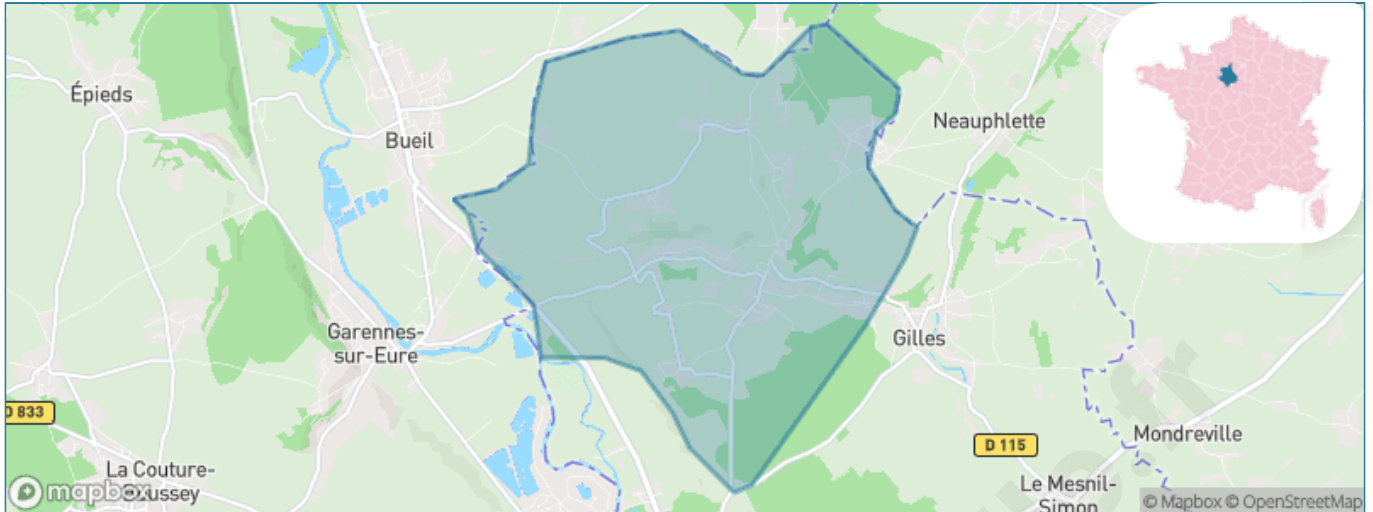 Épieds
Bueil
Neauphlette
Garennes-
sur-Eure
Gilles
D 833
D 115
Mondreville
La Couture-
Boussey
Le Mesnil-
Simon
mapbox
© Mapbox © OpenStreetMap